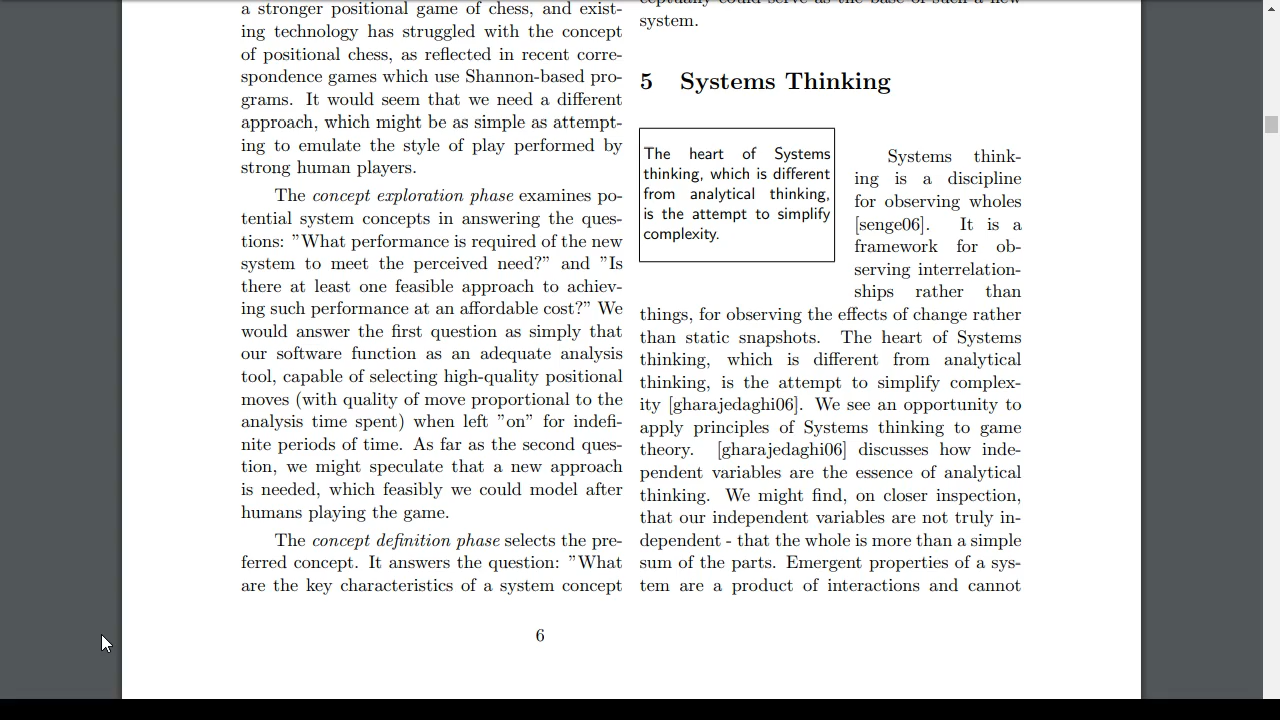 a stronger positional game of chess, and exist-
ing technology has struggled with the concept
of positional chess, as reflected in recent corre-
spondence games which use Shannon-based pro-
grams. It would seem that we need a different
approach, which might be as simple as attempt-
ing to emulate the style of play performed by
strong human players.
The concept exploration phase examines po-
tential system concepts in answering the ques-
tions: ”What performance is required of the new
system to meet the perceived need?” and ”Is
there at least one feasible approach to achiev-
ing such performance at an affordable cost?” We
would answer the first question as simply that
our software function as an adequate analysis
tool, capable of selecting high-quality positional
moves (with quality of move proportional to the
analysis time spent) when left ”on” for indefi-
nite periods of time. As far as the second ques-
tion, we might speculate that a new approach
is needed, which feasibly we could model after
humans playing the game.
The concept definition phase selects the pre-
ferred concept. It answers the question: ”What
are the key characteristics of a system concept
ceptually could serve as the base of such a new
system.
5 Systems Thinking
The heart of Systems
thinking, which is different
from analytical thinking,
is the attempt to simplify
complexity.
Systems think-
ing is a discipline
for observing wholes
[senge06]. It is a
framework for ob-
serving interrelation-
ships rather than
things, for observing the effects of change rather
than static snapshots. The heart of Systems
thinking, which is different from analytical
thinking, is the attempt to simplify complex-
ity [gharajedaghi06]. We see an opportunity to
apply principles of Systems thinking to game
theory. [gharajedaghi06] discusses how inde-
pendent variables are the essence of analytical
thinking. We might find, on closer inspection,
that our independent variables are not truly in-
dependent - that the whole is more than a simple
sum of the parts. Emergent properties of a sys-
tem are a product of interactions and cannot
6